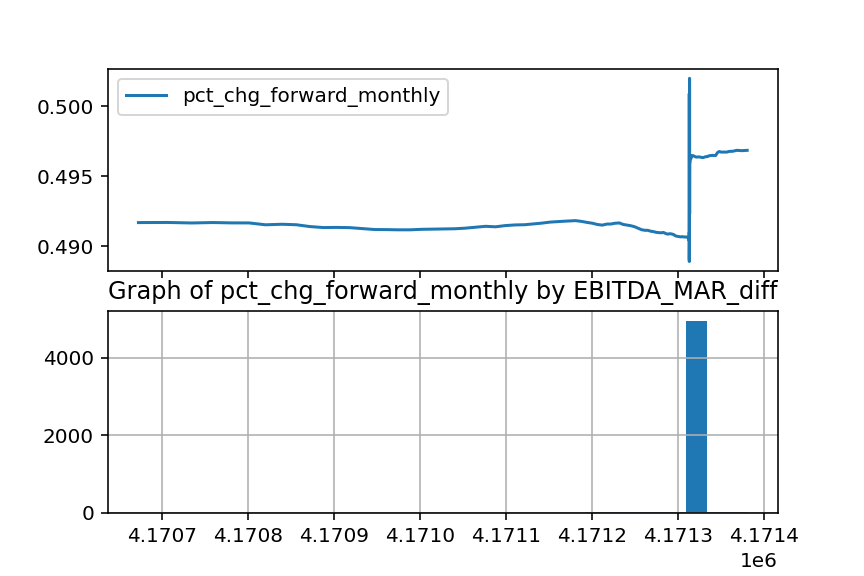 pct_chg_forward_monthly
0.500
0.495
0.490
Graph of pct_chg_forward_monthly by EBITDA_MAR_diff
4000
2000
0
4.1707 4.1708 4.1709 4.1710 4.1711 4.1712 4.1713 4.1714
1e6